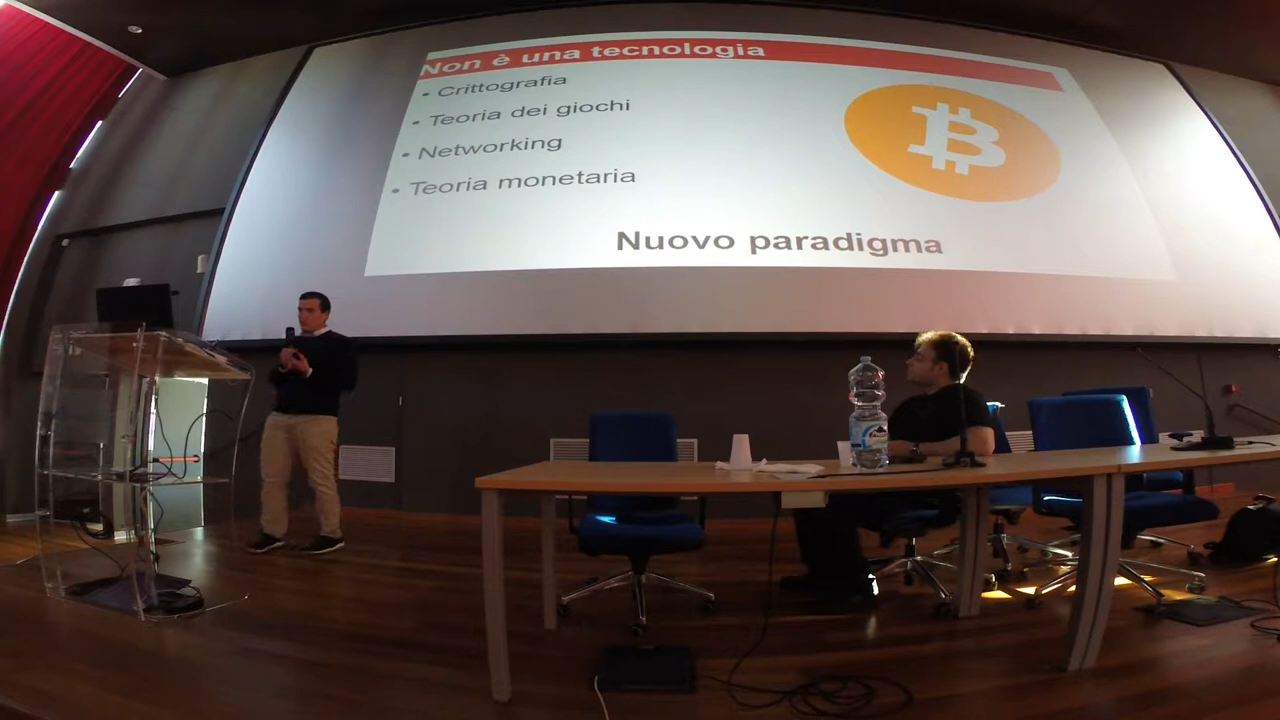 Non è una tecnologia
• Crittografia
• Teoria dei giochi
• Networking
• Teoria monetaria
Nuovo paradigma